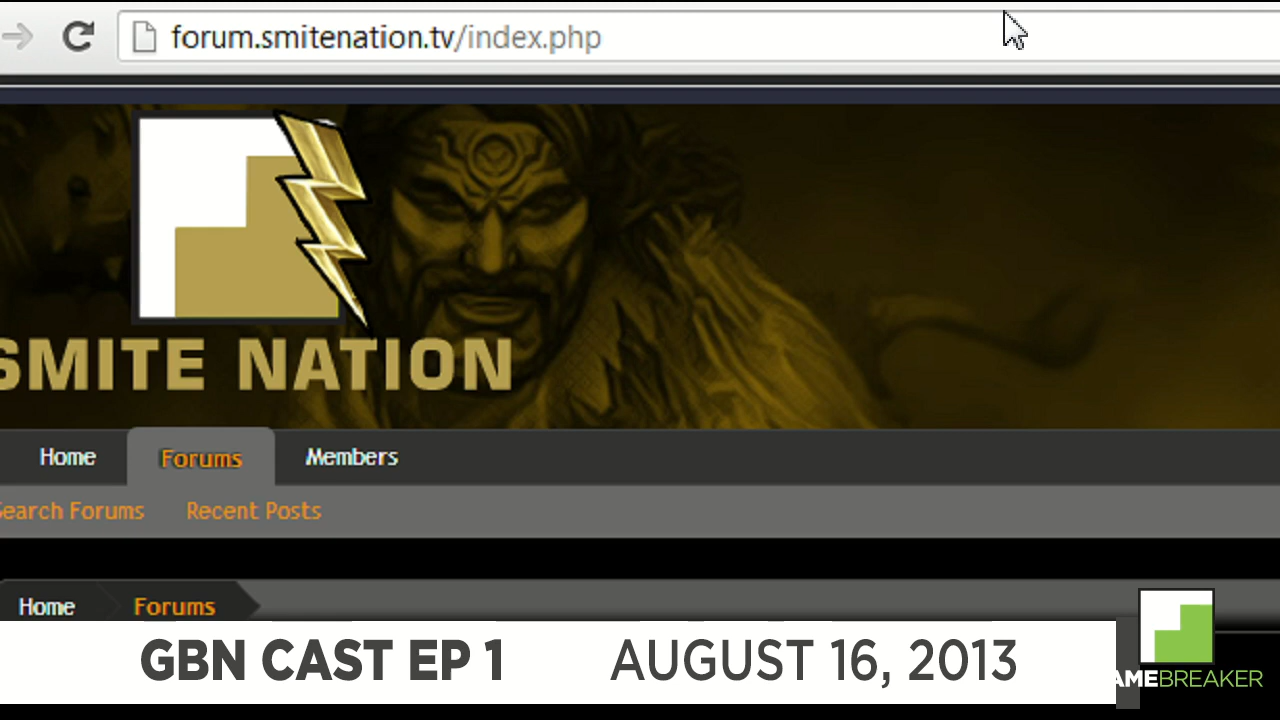 forum.smitenation.tv/index.php
SMITE NATION
Home Forums Members
Search Forums Recent Posts
Home Forums
GBN CAST EP 1 AUGUST 16, 2013
AMEBREAKER